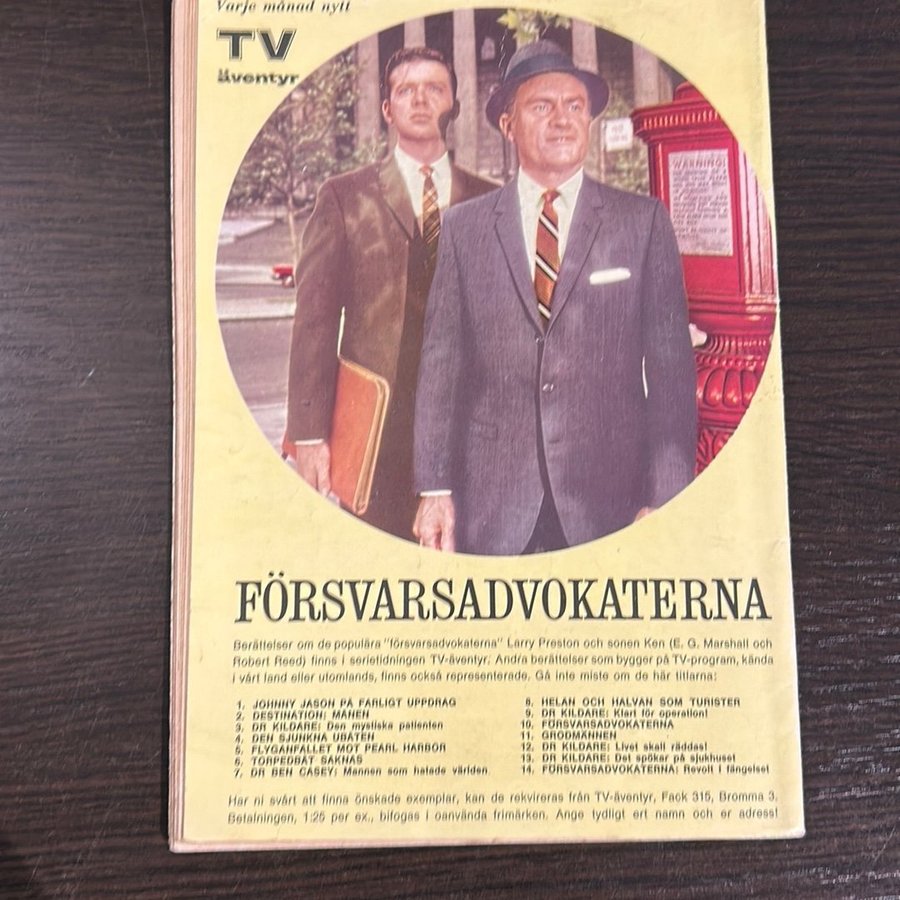 Varje månad nytt
TV
äventyr
WARNING!
FÖRSVARSADVOKATERNA
Berättelser om de populära "försvarsadvokaterna" Larry Preston och sonen Ken (E. G. Marshall och
Robert Reed) finns i serietidningen TV-äventyr. Andra berättelser som bygger på TV-program, kända
i vårt land eller utomlands, finns också representerade. Gå inte miste om de här titlarna:
1. JOHNNY JASON PÅ FARLIGT UPPDRAG
2. DESTINATION: MÅNEN
3. DR KILDARE: Den mystiska patienten
4. DEN SJUNKNA UBÅTEN
5. FLYGANFALLET MOT PEARL HARBOR
6. TORPEDBÅT SAKNAS
7. DR BEN CASEY: Mannen som hatade världen
8. HELAN OCH HALVAN SOM TURISTER
9. DR KILDARE: Klart för operation!
10. FÖRSVARSADVOKATERNA
11. GRODMÄNNEN
12. DR KILDARE: Livet skall räddas!
13. DR KILDARE: Det spökar på sjukhuset
14. FÖRSVARSADVOKATERNA: Revolt i fängelset
Har ni svårt att finna önskade exemplar, kan de rekvireras från TV-äventyr, Fack 315, Bromma 3.
Betalningen, 1:25 per ex., bifogas i oanvända frimärken. Ange tydligt ert namn och er adress!